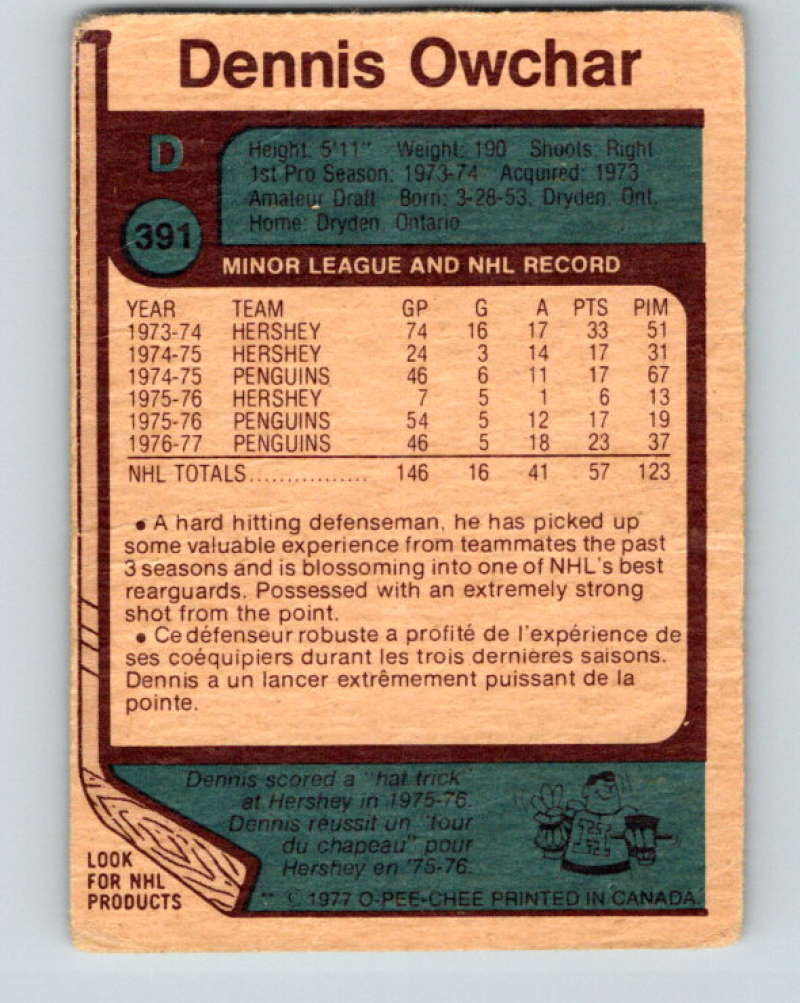 Dennis Owchar
D
Height: 5'11" Weight: 190 Shoots: Right
1st Pro Season: 1973-74 Acquired: 1973
Amateur Draft Born: 3-28-53, Dryden, Ont.
Home: Dryden, Ontario
391
MINOR LEAGUE AND NHL RECORD
YEAR TEAM GP G A PTS PIM
1973-74 HERSHEY 74 16 17 33 51
1974-75 HERSHEY 24 3 14 17 31
1974-75 PENGUINS 46 6 11 17 67
1975-76 HERSHEY 7 5 1 6 13
1975-76 PENGUINS 54 5 12 17 19
1976-77 PENGUINS 46 5 18 23 37
NHL TOTALS................ 146 16 41 57 123
• A hard hitting defenseman, he has picked up
some valuable experience from teammates the past
3 seasons and is blossoming into one of NHL's best
rearguards. Possessed with an extremely strong
shot from the point.
• Ce défenseur robuste a profité de l'expérience de
ses coéquipiers durant les trois dernières saisons.
Dennis a un lancer extrêmement puissant de la
pointe.
Dennis scored a "hat trick"
at Hershey in 1975-76.
Dennis réussit un "tour
du chapeau" pour
Hershey en '75-76.
LOOK
FOR NHL
PRODUCTS
** © 1977 O-PEE-CHEE PRINTED IN CANADA